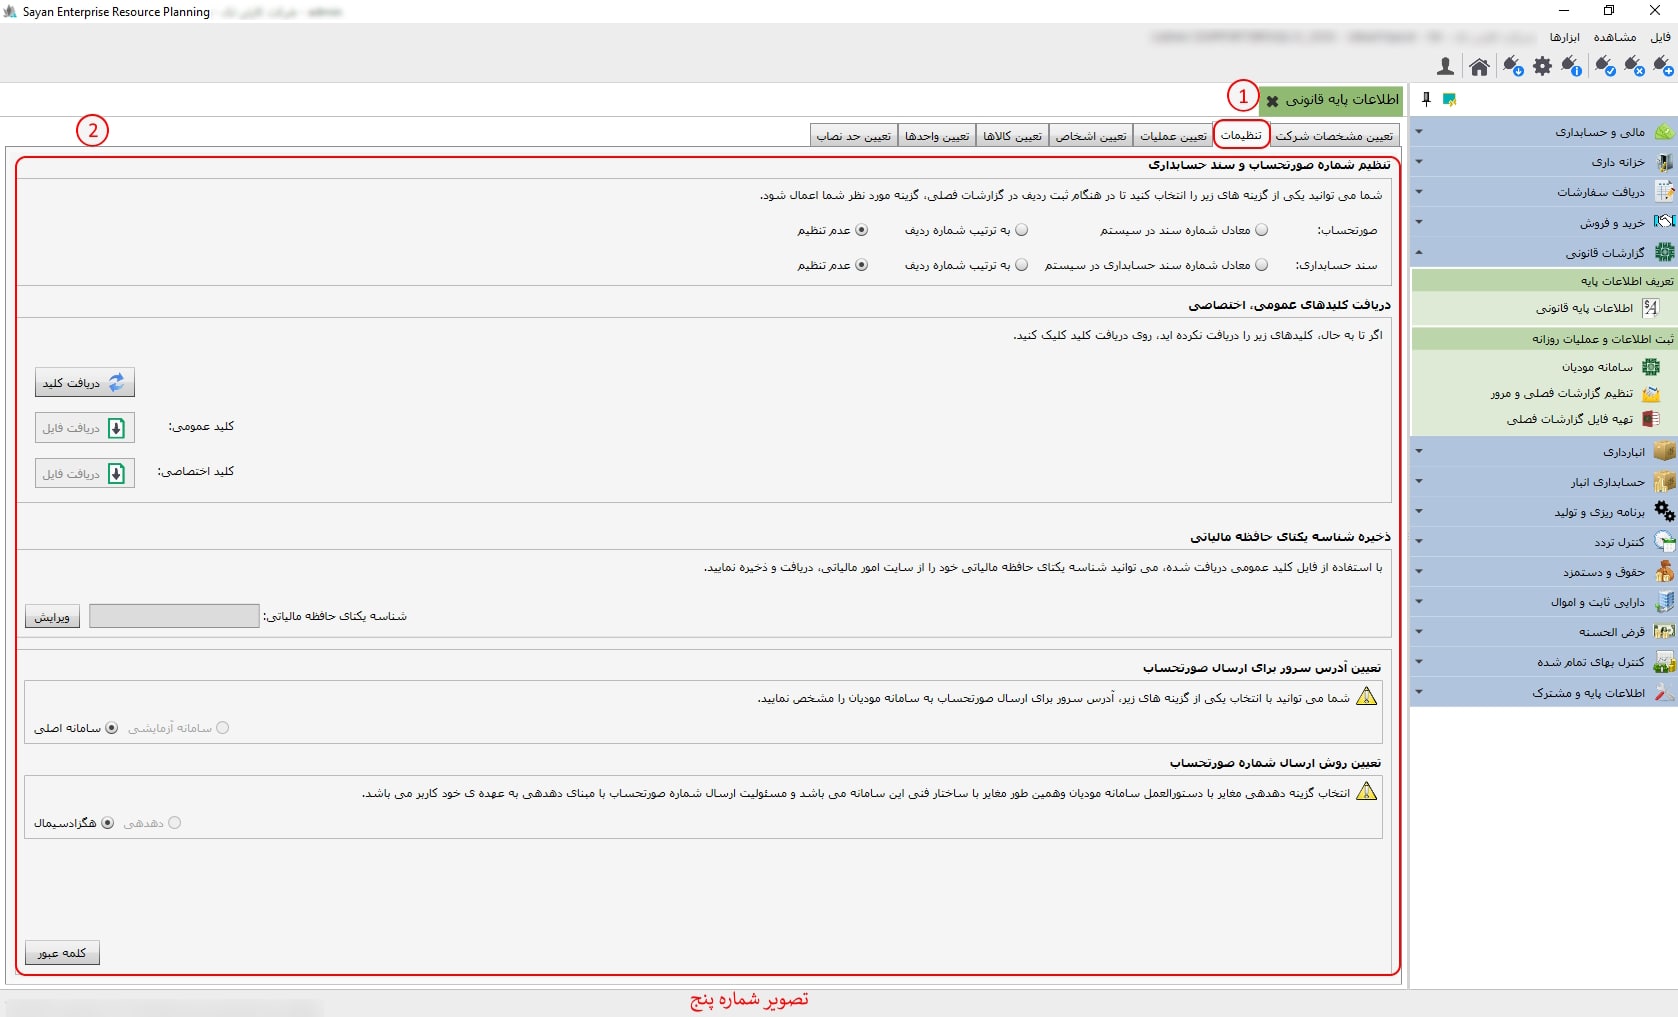 Sayan Enterprise Resource Planning
فایل مشاهده ابزارها
اطلاعات پایه قانونی
1
2
تعیین مشخصات شرکت تنظیمات تعیین عملیات تعیین اشخاص تعیین کالاها تعیین واحدها تعیین حد نصاب
تنظیم شماره صورتحساب و سند حسابداری
شما می توانید یکی از گزینه های زیر را انتخاب کنید تا در هنگام ثبت ردیف در گزارشات فصلی، گزینه مورد نظر شما اعمال شود.
صورتحساب: معادل شماره سند در سیستم به ترتیب شماره ردیف عدم تنظیم
سند حسابداری: معادل شماره سند حسابداری در سیستم به ترتیب شماره ردیف عدم تنظیم
دریافت کلیدهای عمومی، اختصاصی
اگر تا به حال، کلیدهای زیر را دریافت نکرده اید، روی دریافت کلید کلیک کنید.
دریافت کلید
کلید عمومی: دریافت فایل
کلید اختصاصی: دریافت فایل
ذخیره شناسه یکتای حافظه مالیاتی
با استفاده از فایل کلید عمومی دریافت شده، می توانید شناسه یکتای حافظه مالیاتی خود را از سایت امور مالیاتی، دریافت و ذخیره نمایید.
شناسه یکتای حافظه مالیاتی: ویرایش
تعیین آدرس سرور برای ارسال صورتحساب
شما می توانید با انتخاب یکی از گزینه های زیر، آدرس سرور برای ارسال صورتحساب به سامانه مودیان را مشخص نمایید.
سامانه آزمایشی سامانه اصلی
تعیین روش ارسال شماره صورتحساب
انتخاب گزینه دهدهی مغایر با دستورالعمل سامانه مودیان وهمین طور مغایر با ساختار فنی این سامانه می باشد و مسئولیت ارسال شماره صورتحساب با مبنای دهدهی به عهده ی خود کاربر می باشد.
دهدهی هگزادسیمال
کلمه عبور
مالی و حسابداری
خزانه داری
دریافت سفارشات
خرید و فروش
گزارشات قانونی
تعریف اطلاعات پایه
اطلاعات پایه قانونی
ثبت اطلاعات و عملیات روزانه
سامانه مودیان
تنظیم گزارشات فصلی و مرور
تهیه فایل گزارشات فصلی
انبارداری
حسابداری انبار
برنامه ریزی و تولید
کنترل تردد
حقوق و دستمزد
دارایی ثابت و اموال
قرض الحسنه
کنترل بهای تمام شده
اطلاعات پایه و مشترک
تصویر شماره پنج